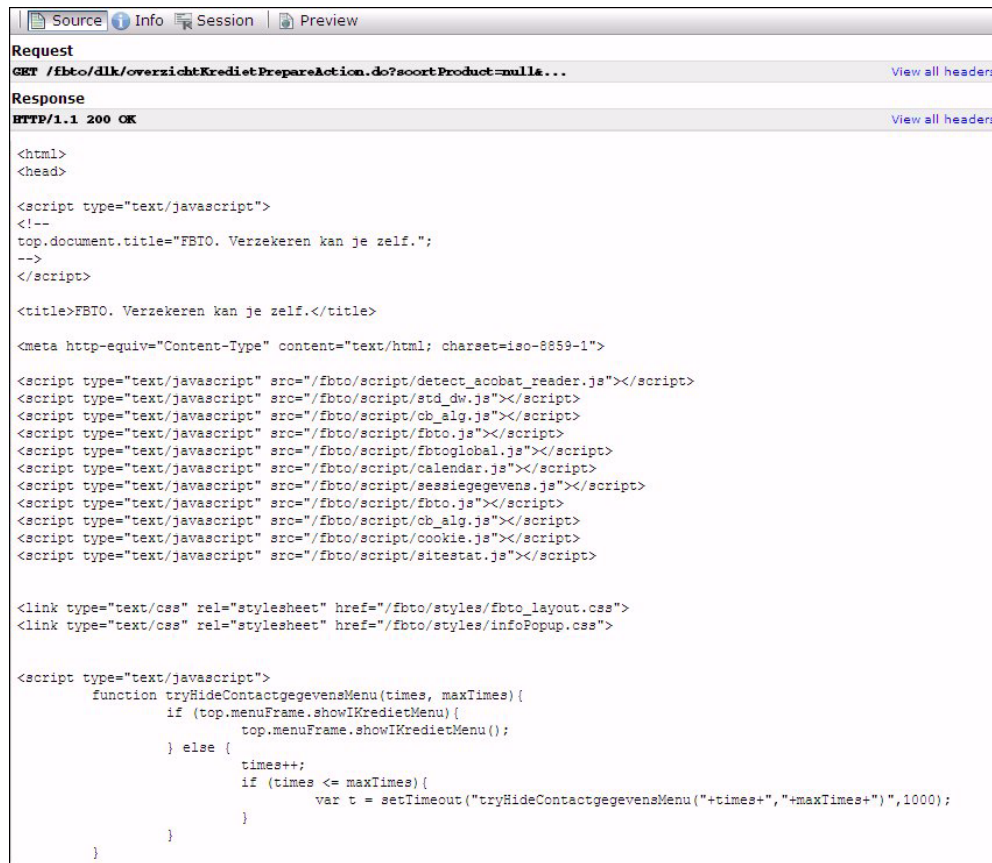 Source Info Session Preview
Request
GET /fbto/dlk/overzichtKredietPrepareAction.do?soortProduct=null&... View all headers
Response
HTTP/1.1 200 OK View all headers
<html>
<head>
<script type="text/javascript">
<!--
top.document.title="FBTO. Verzekeren kan je zelf.";
-->
</script>
<title>FBTO. Verzekeren kan je zelf.</title>
<meta http-equiv="Content-Type" content="text/html; charset=iso-8859-1">
<script type="text/javascript" src="/fbto/script/detect_acobat_reader.js"></script>
<script type="text/javascript" src="/fbto/script/std_dw.js"></script>
<script type="text/javascript" src="/fbto/script/cb_alg.js"></script>
<script type="text/javascript" src="/fbto/script/fbto.js"></script>
<script type="text/javascript" src="/fbto/script/fbtoglobal.js"></script>
<script type="text/javascript" src="/fbto/script/calendar.js"></script>
<script type="text/javascript" src="/fbto/script/sessiegegevens.js"></script>
<script type="text/javascript" src="/fbto/script/fbto.js"></script>
<script type="text/javascript" src="/fbto/script/cb_alg.js"></script>
<script type="text/javascript" src="/fbto/script/cookie.js"></script>
<script type="text/javascript" src="/fbto/script/sitestat.js"></script>
<link type="text/css" rel="stylesheet" href="/fbto/styles/fbto_layout.css">
<link type="text/css" rel="stylesheet" href="/fbto/styles/infoPopup.css">
<script type="text/javascript">
function tryHideContactgegevensMenu(times, maxTimes){
if (top.menuFrame.showIKredietMenu){
top.menuFrame.showIKredietMenu();
} else {
times++;
if (times <= maxTimes){
var t = setTimeout("tryHideContactgegevensMenu("+times+","+maxTimes+")",1000);
}
}
}